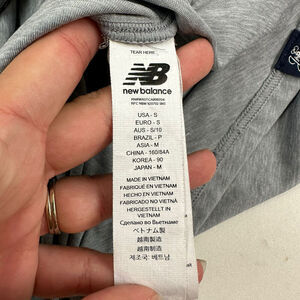 TEAR HERE
NB
new balance
USA - S
EURO - S
AUS - S/10
BRAZIL - P
ASIA - M
CHINA - 160/84A
KOREA - 90
JAPAN - M
MADE IN VIETNAM
FABRIQUÉ AU VIETNAM
HECHO EN VIETNAM
HERGESTELLT IN
VIETNAM
Сделано во Вьетнаме
ベトナム製
越南製造
越南制造
제조국: 베트남